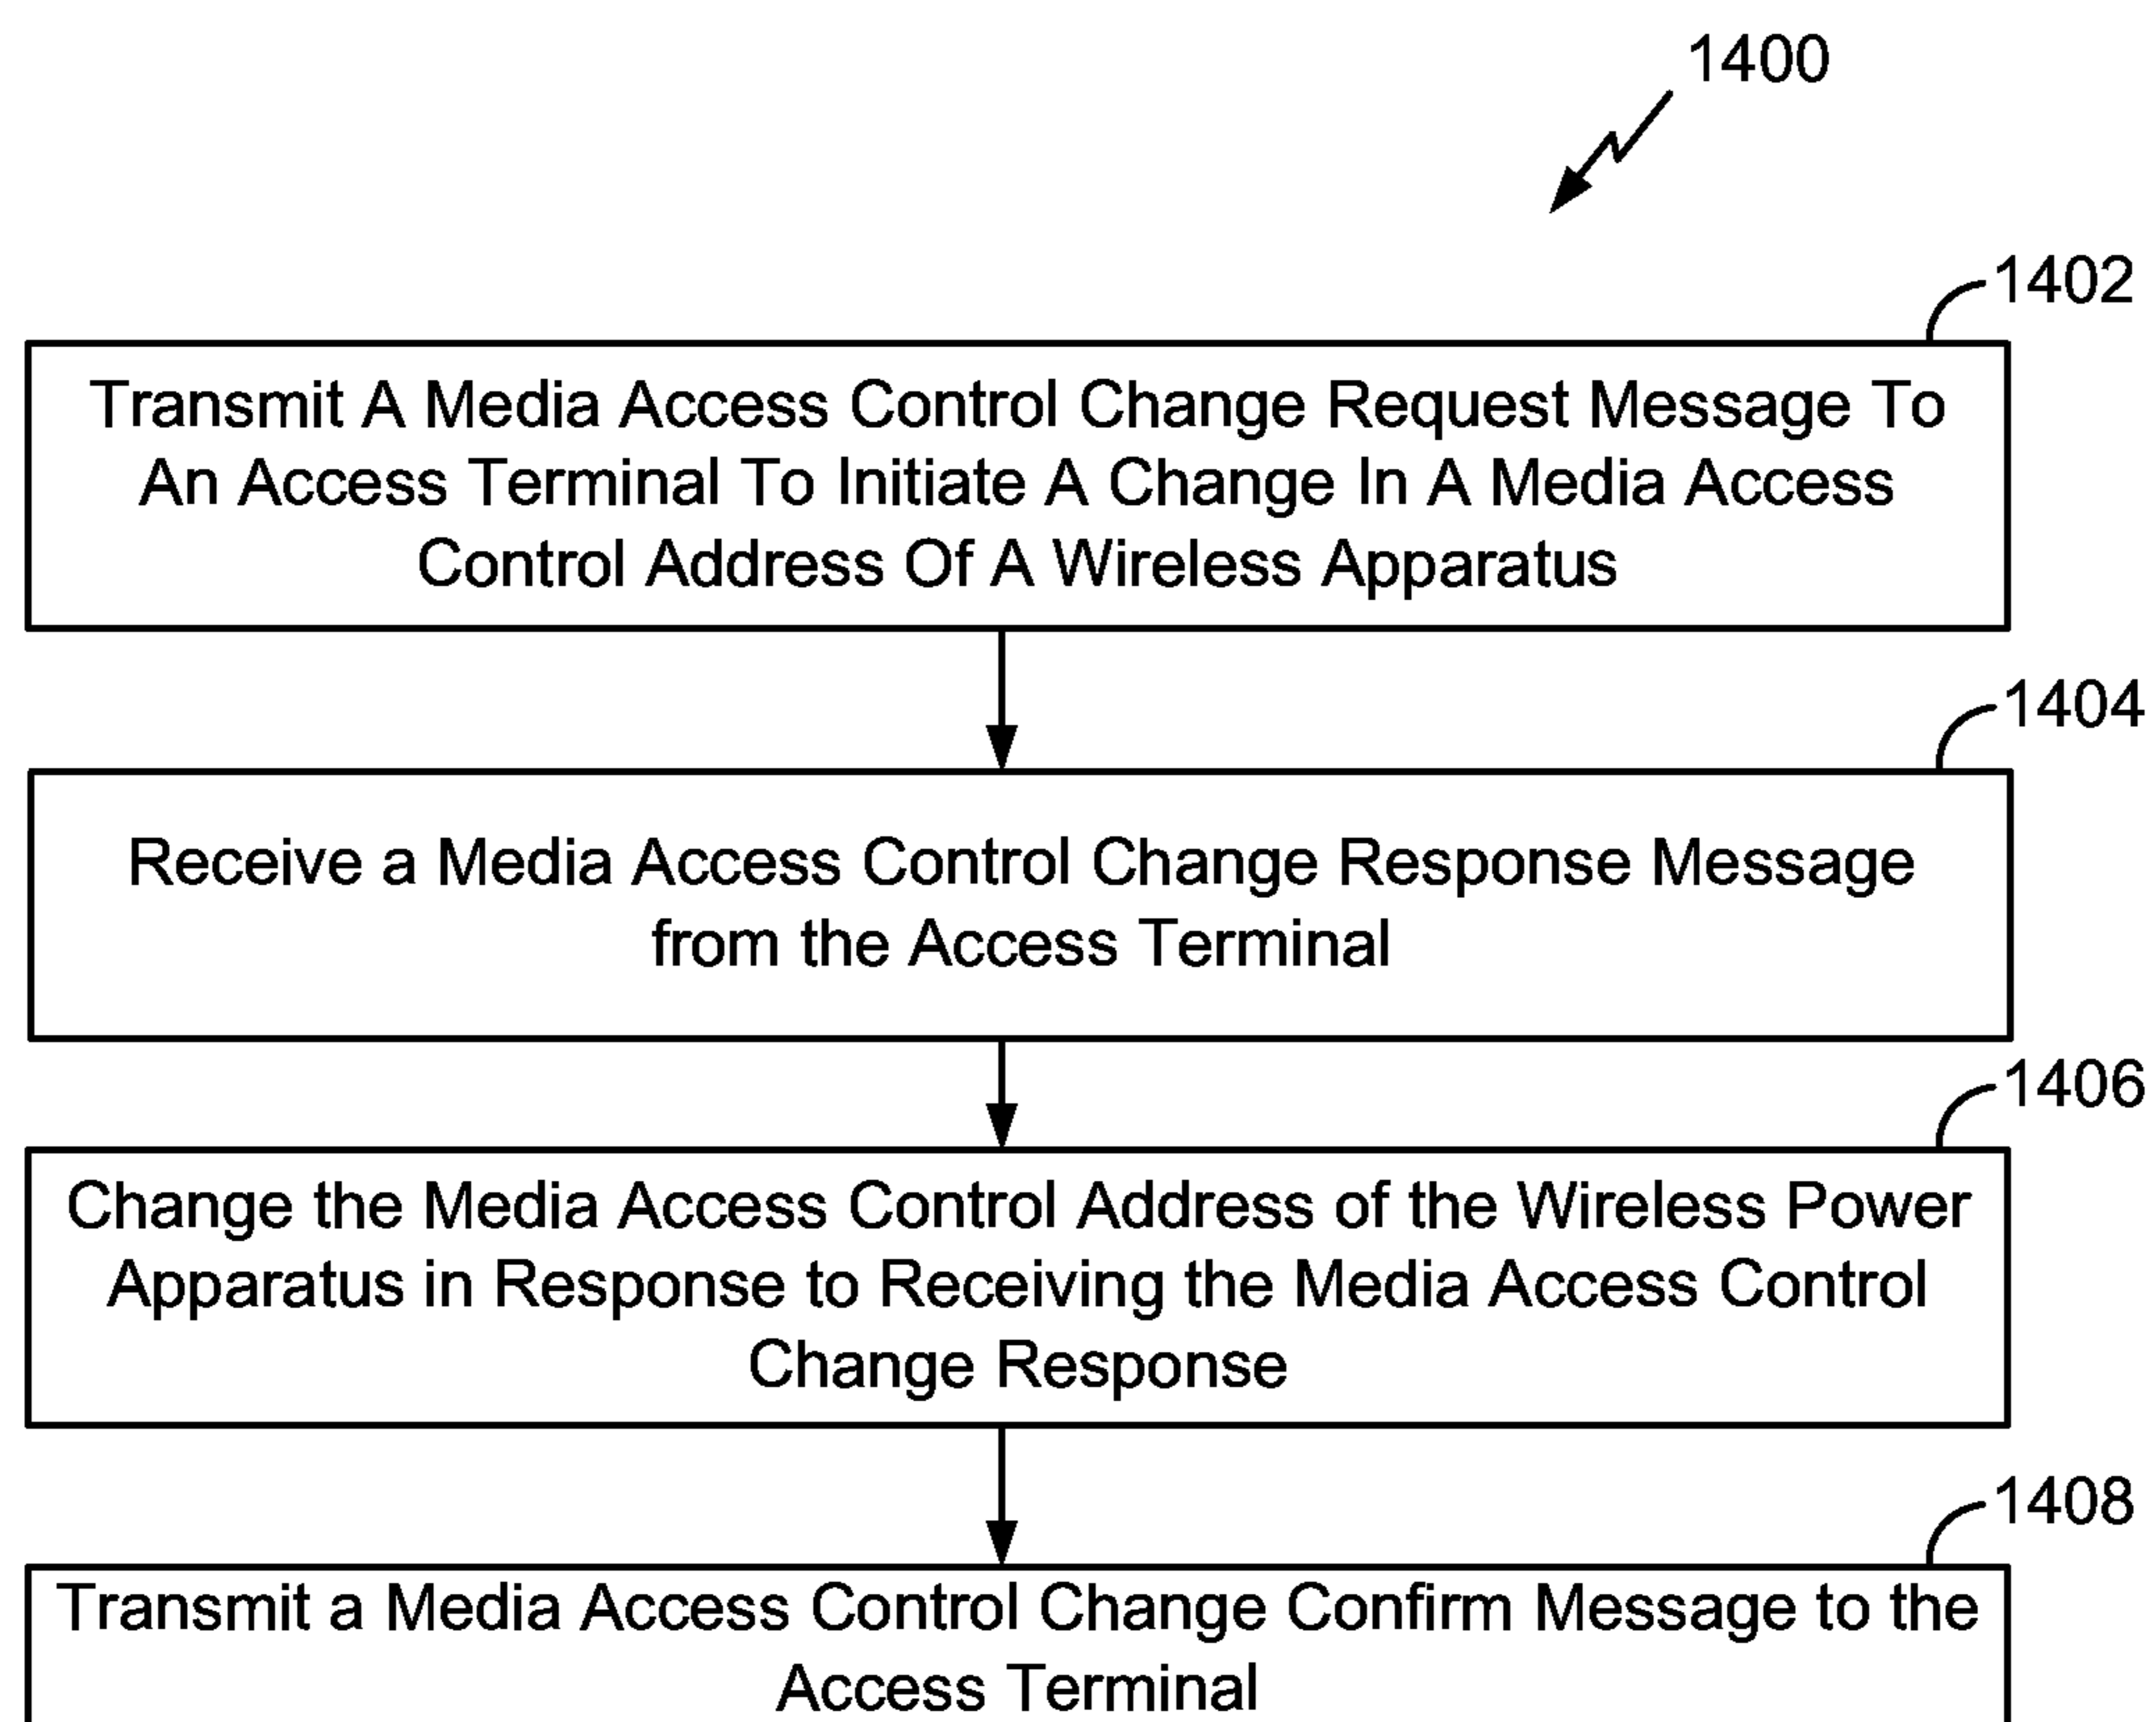 1400
1402
Transmit A Media Access Control Change Request Message To
An Access Terminal To Initiate A Change In A Media Access
Control Address Of A Wireless Apparatus
1404
Receive a Media Access Control Change Response Message
from the Access Terminal
1406
Change the Media Access Control Address of the Wireless Power
Apparatus in Response to Receiving the Media Access Control
Change Response
1408
Transmit a Media Access Control Change Confirm Message to the
Access Terminal